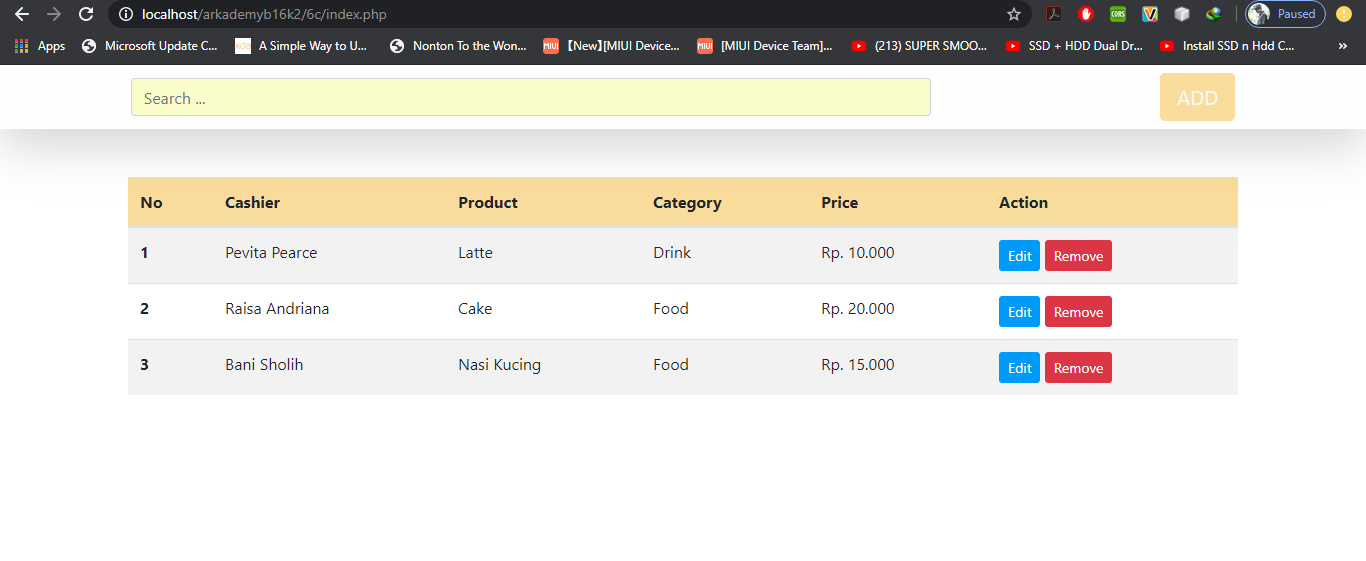 localhost/arkademyb16k2/6c/index.php Paused
Apps Microsoft Update C... xda A Simple Way to U... Nonton To the Won... MIUI 【New】[MIUI Device... MIUI [MIUI Device Team]... (213) SUPER SMOO... SSD + HDD Dual Dr... Install SSD n Hdd C... »
Search ... ADD
No Cashier Product Category Price Action
1 Pevita Pearce Latte Drink Rp. 10.000 Edit Remove
2 Raisa Andriana Cake Food Rp. 20.000 Edit Remove
3 Bani Sholih Nasi Kucing Food Rp. 15.000 Edit Remove